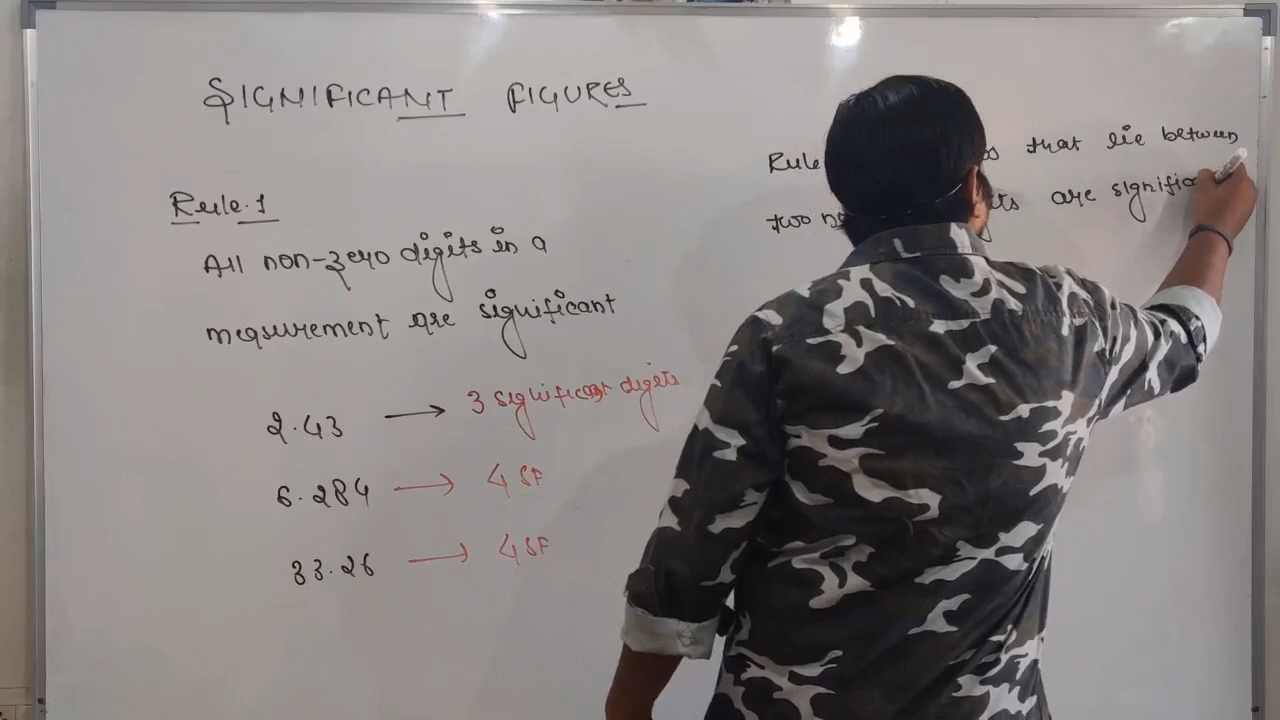 SIGNIFICANT FIGURES
Rule.1
All non-zero digits in a
mequrement are significant
2.43 → 3 significant digits
6.284 → 4 SF
33.26 → 4 SF
Rule that lie between
two are